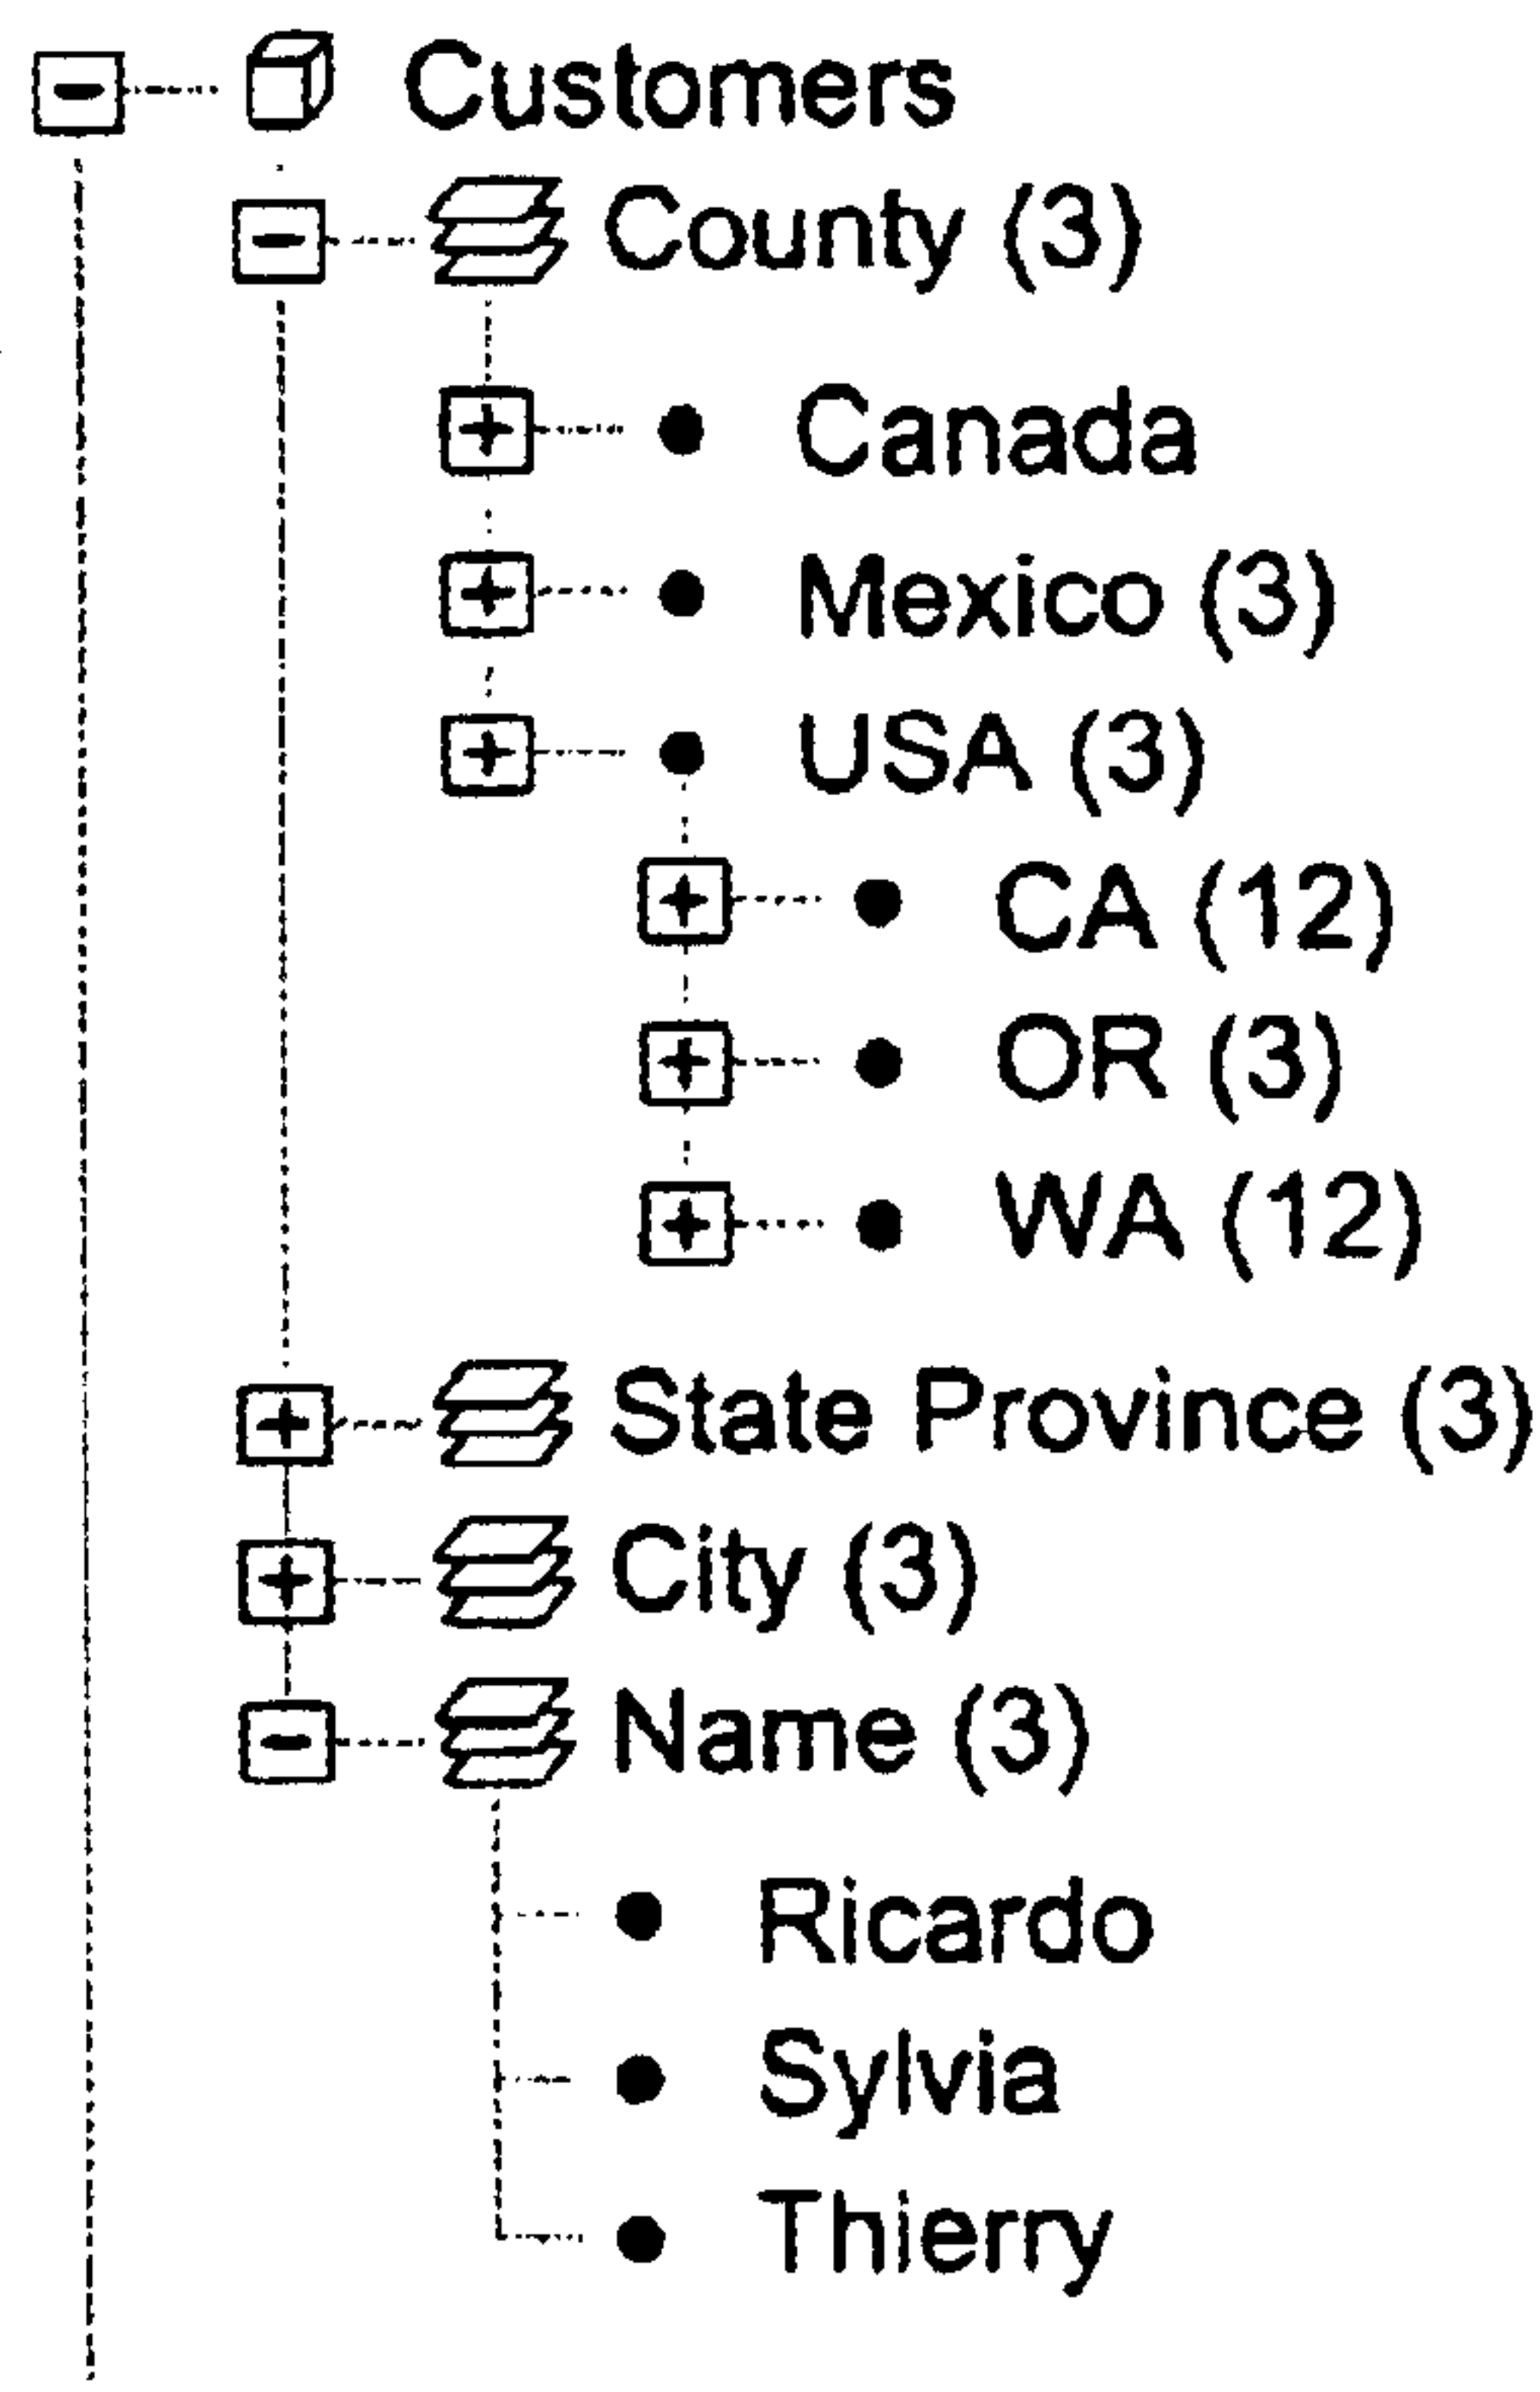 Customers
County (3)
Canada
Mexico (3)
USA (3)
CA (12)
OR (3)
WA (12)
State Province (3)
City (3)
Name (3)
Ricardo
Sylvia
Thierry